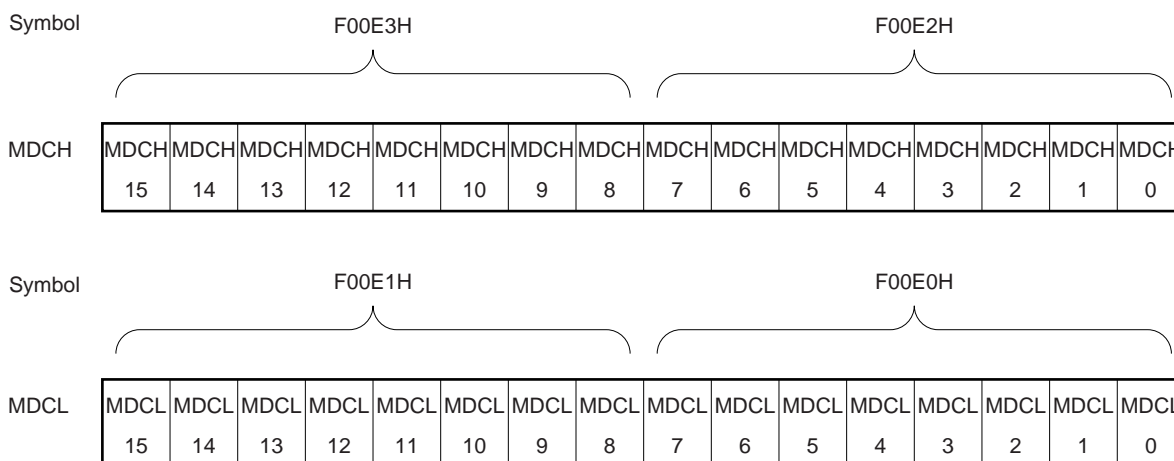 Symbol F00E3H F00E2H
MDCH MDCH MDCH MDCH MDCH MDCH MDCH MDCH MDCH MDCH MDCH MDCH MDCH MDCH MDCH MDCH MDCH
15 14 13 12 11 10 9 8 7 6 5 4 3 2 1 0
Symbol F00E1H F00E0H
MDCL MDCL MDCL MDCL MDCL MDCL MDCL MDCL MDCL MDCL MDCL MDCL MDCL MDCL MDCL MDCL MDCL
15 14 13 12 11 10 9 8 7 6 5 4 3 2 1 0